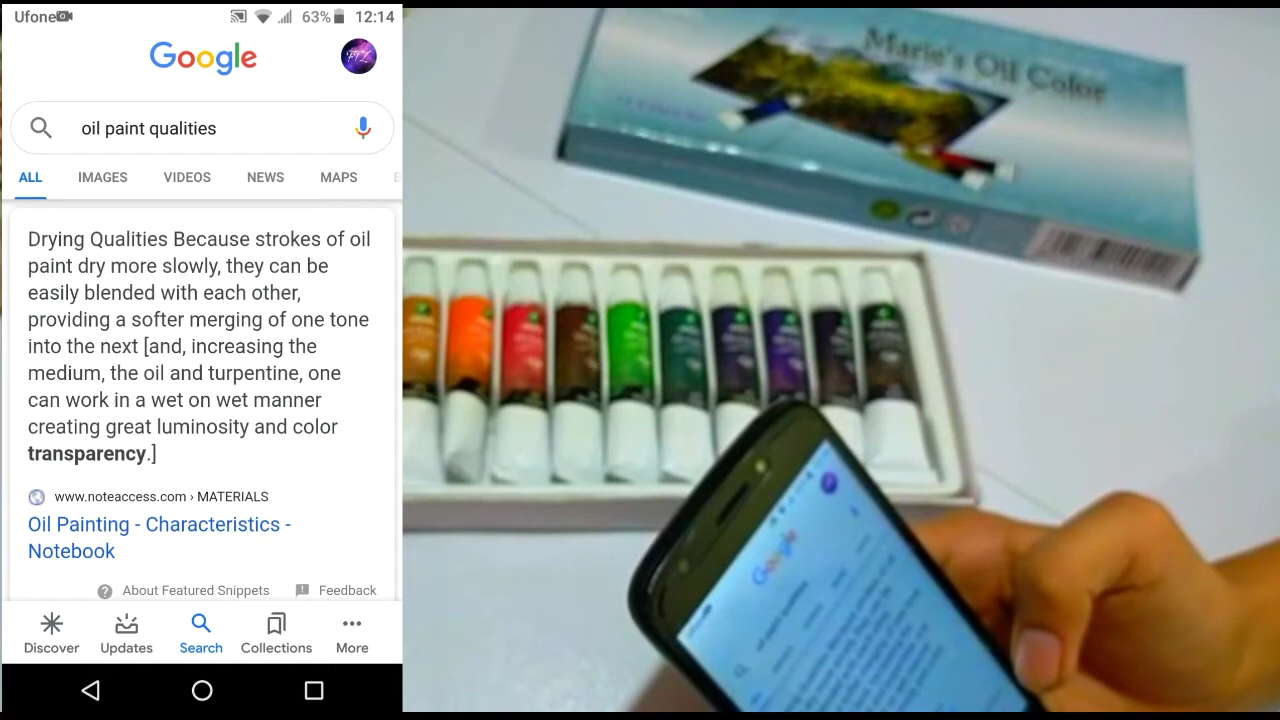 Ufone
63%
12:14
Google
FTZ
oil paint qualities
ALL IMAGES VIDEOS NEWS MAPS
Drying Qualities Because strokes of oil
paint dry more slowly, they can be
easily blended with each other,
providing a softer merging of one tone
into the next [and, increasing the
medium, the oil and turpentine, one
can work in a wet on wet manner
creating great luminosity and color
transparency.]
www.noteaccess.com › MATERIALS
Oil Painting - Characteristics -
Notebook
About Featured Snippets Feedback
Discover Updates Search Collections More
Marie's Oil Color
Google